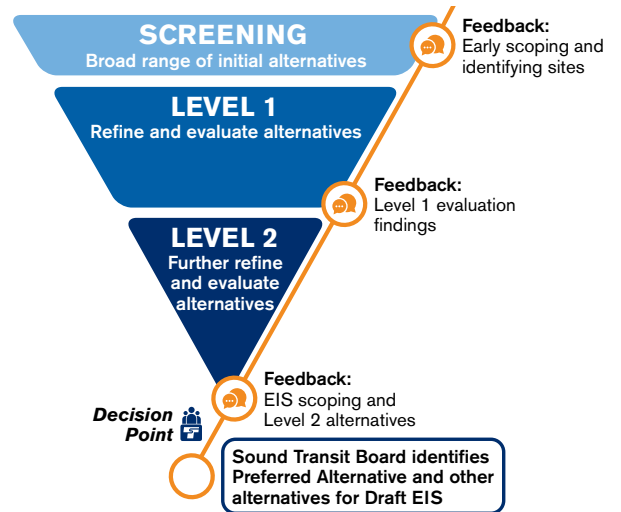 SCREENING
Broad range of initial alternatives
Feedback:
Early scoping and
identifying sites
LEVEL 1
Refine and evaluate alternatives
Feedback:
Level 1 evaluation
findings
LEVEL 2
Further refine
and evaluate
alternatives
Feedback:
EIS scoping and
Level 2 alternatives
Decision
Point
Sound Transit Board identifies
Preferred Alternative and other
alternatives for Draft EIS